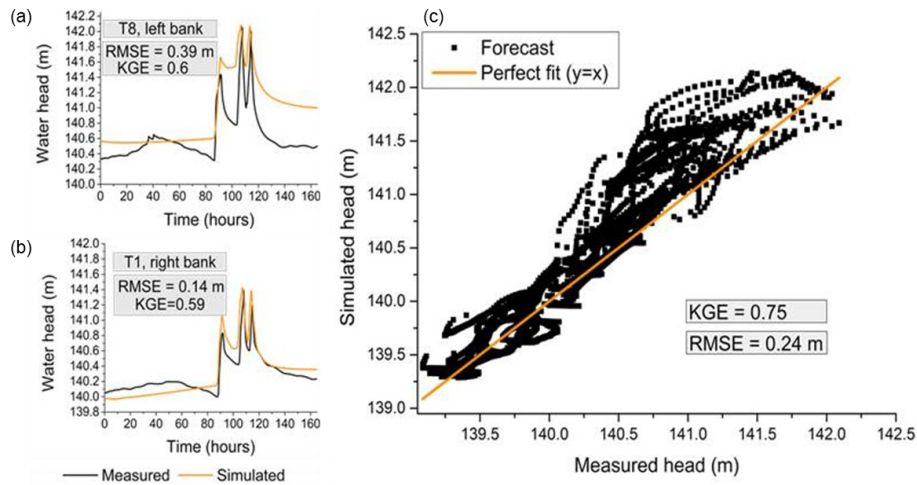 (a)
142.2
142.0
141.8
141.6
141.4
141.2
141.0
140.8
140.6
140.4
140.2
140.0
Water head (m)
T8, left bank
RMSE = 0.39 m
KGE = 0.6
0 20 40 60 80 100 120 140 160
Time (hours)
(b)
142.0
141.8
141.6
141.4
141.2
141.0
140.8
140.6
140.4
140.2
140.0
139.8
Water head (m)
T1, right bank
RMSE = 0.14 m
KGE=0.59
0 20 40 60 80 100 120 140 160
Time (hours)
Measured Simulated
(c)
142.5
142.0
141.5
141.0
140.5
140.0
139.5
139.0
Simulated head (m)
Forecast
Perfect fit (y=x)
KGE = 0.75
RMSE = 0.24 m
139.5 140.0 140.5 141.0 141.5 142.0 142.5
Measured head (m)